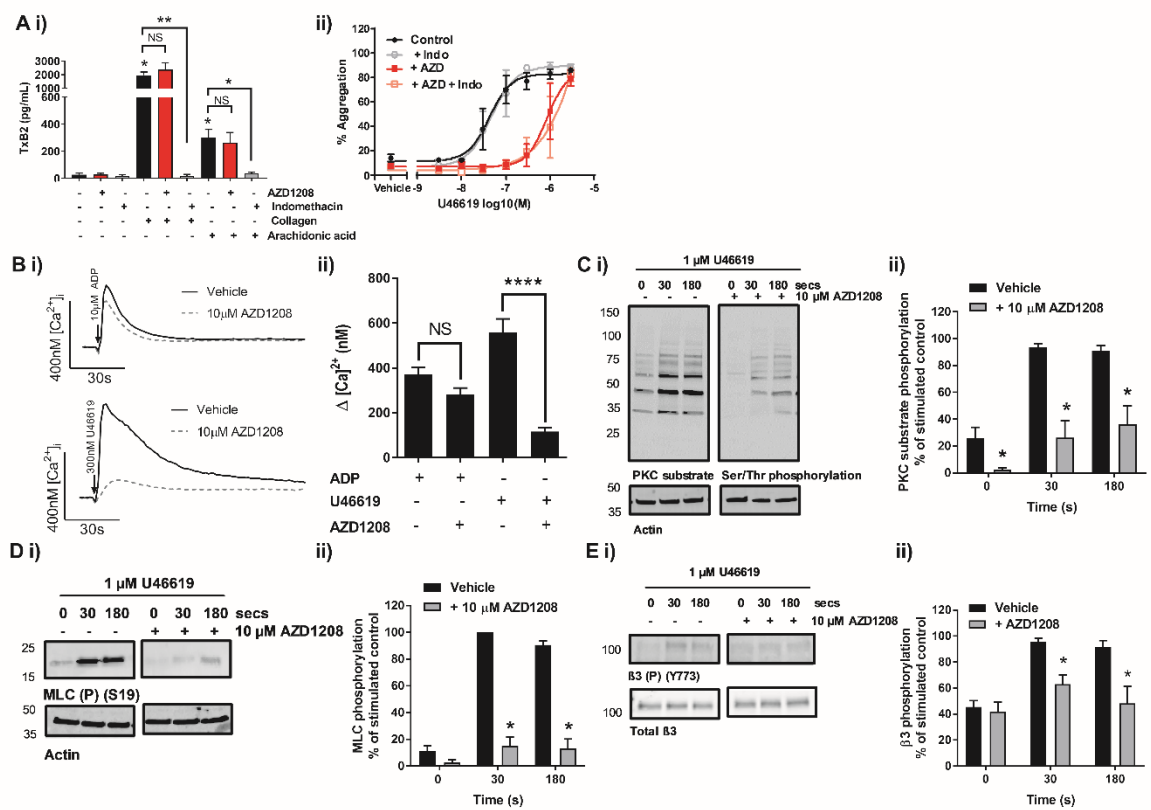 A i)
**
NS
*
*
NS
*
3000
2000
1000
600
400
200
0
TxB2 (pg/mL)
- + - - + - - + - AZD1208
- - + - - + - - + Indomethacin
- - - + + + - - - Collagen
- - - - - - + + + Arachidonic acid
ii)
Control
+ Indo
+ AZD
+ AZD + Indo
100
80
60
40
20
0
% Aggregation
Vehicle -9 -8 -7 -6 -5
U46619 log10(M)
B i)
10µM ADP
Vehicle
10µM AZD1208
400nM [Ca2+]i
30s
300nM U46619
Vehicle
10µM AZD1208
400nM [Ca2+]i
30s
ii)
800
600
400
200
0
Δ [Ca]2+ (nM)
NS
****
ADP + + - -
U46619 - - + +
AZD1208 - + - +
C i)
1 µM U46619
0 30 180 secs 0 30 180
- - - + + + 10 µM AZD1208
150
100
75
50
37
25
PKC substrate Ser/Thr phosphorylation
50
35
Actin
ii)
Vehicle
+ 10 µM AZD1208
120
100
80
60
40
20
0
PKC substrate phosphorylation
% of stimulated control
* * *
0 30 180
Time (s)
D i)
1 µM U46619
0 30 180 0 30 180 secs
- - - + + + 10 µM AZD1208
25
15
MLC (P) (S19)
50
35
Actin
ii)
Vehicle
+ 10 µM AZD1208
120
100
80
60
40
20
0
MLC phosphorylation
% of stimulated control
* *
0 30 180
Time (s)
E i)
1 µM U46619
0 30 180 secs 0 30 180
- - - + + + 10 µM AZD1208
100
ß3 (P) (Y773)
100
Total ß3
ii)
Vehicle
+ AZD1208
120
100
80
60
40
20
0
β3 phosphorylation
% of stimulated control
* *
0 30 180
Time (s)